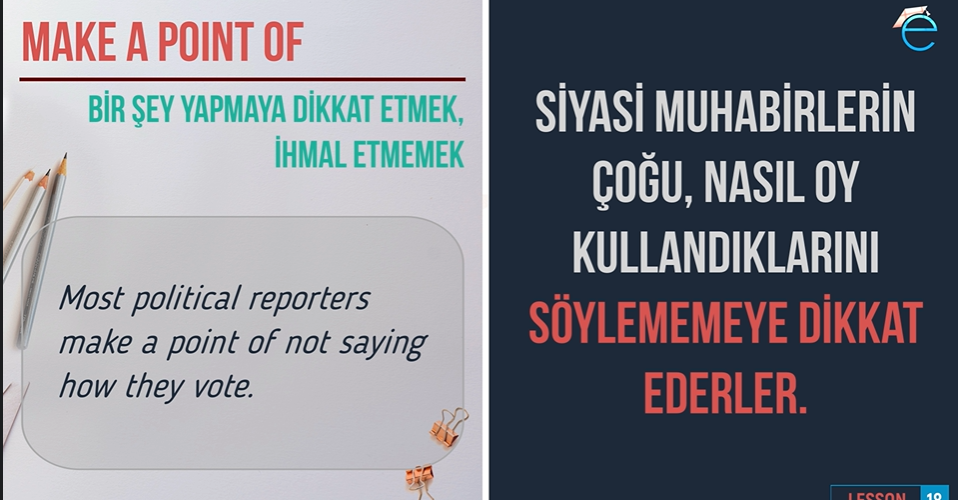 MAKE A POINT OF
BİR ŞEY YAPMAYA DİKKAT ETMEK,
İHMAL ETMEMEK
Most political reporters
make a point of not saying
how they vote.
e
SİYASİ MUHABİRLERİN
ÇOĞU, NASIL OY
KULLANDIKLARINI
SÖYLEMEMEYE DİKKAT
EDERLER.
LESSON 18